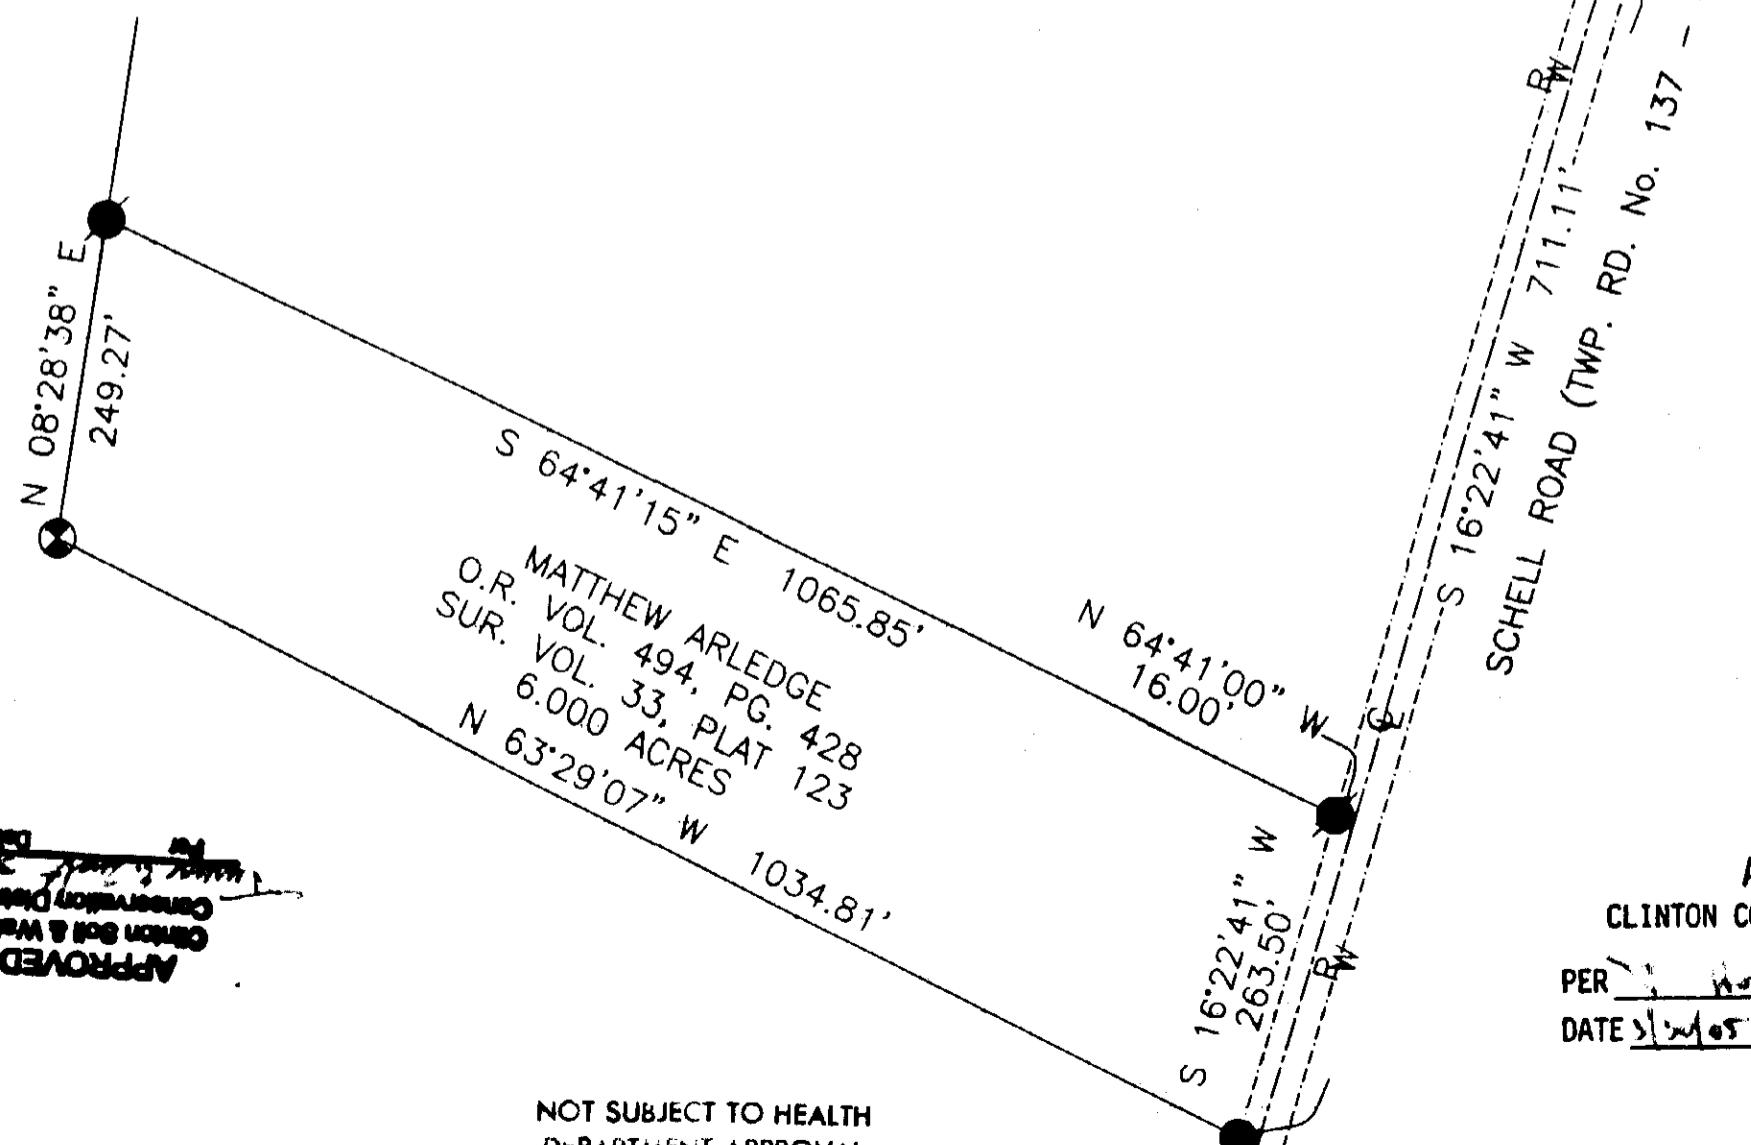 N 08°28'38" E
249.27'
S 64°41'15" E 1065.85'
MATTHEW ARLEDGE
O.R. VOL. 494, PG. 428
SUR. VOL. 33, PLAT 123
6.000 ACRES
N 63°29'07" W 1034.81'
N 64°41'00" W
16.00'
S 16°22'41" W
263.50'
R/W
S 16°22'41" W 711.11'
R/W
SCHELL ROAD (TWP. RD. No. 137 -
APPROVED
Clinton Soil &
Conservation
Per
CLINTON
PER
DATE
NOT SUBJECT TO HEALTH
DEPARTMENT APPROVAL